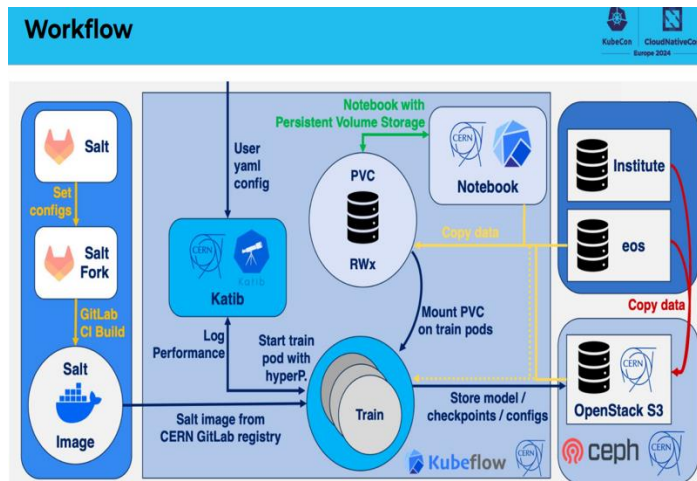 Workflow
KubeCon
CloudNativeCon
Europe 2024
Salt
Set
configs
Salt
Fork
GitLab
CI Build
Salt
Image
User
yaml
config
CERN
Katib
Katib
Log
Performance
Start train
pod with
hyperP.
Salt image from
CERN GitLab registry
Notebook with
Persistent Volume Storage
PVC
RWx
CERN
Notebook
Copy data
Mount PVC
on train pods
Train
Store model /
checkpoints / configs
Kubeflow
CERN
Institute
eos
Copy data
CERN
OpenStack S3
ceph
CERN